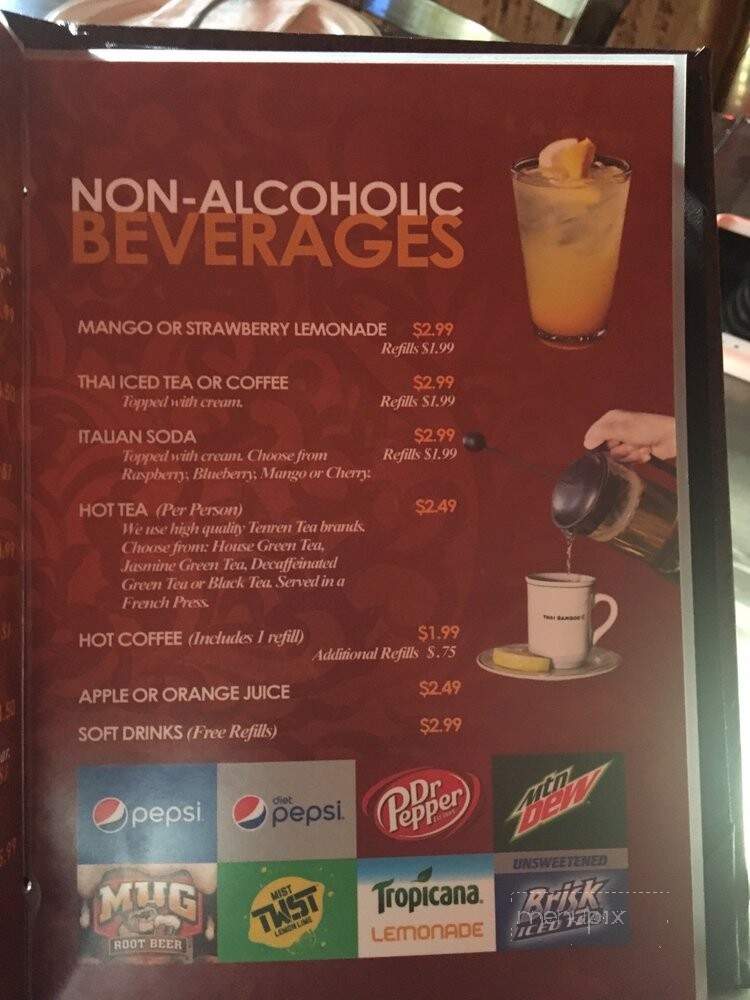 NON-ALCOHOLIC
BEVERAGES
MANGO OR STRAWBERRY LEMONADE $2.99
Refills $1.99
THAI ICED TEA OR COFFEE $2.99
Topped with cream. Refills $1.99
ITALIAN SODA $2.99
Topped with cream. Choose from Refills $1.99
Raspberry, Blueberry, Mango or Cherry.
HOT TEA (Per Person) $2.49
We use high quality Tenren Tea brands.
Choose from: House Green Tea,
Jasmine Green Tea, Decaffeinated
Green Tea or Black Tea. Served in a
French Press.
THAI BAMBOO
HOT COFFEE (Includes 1 refill) $1.99
Additional Refills $.75
APPLE OR ORANGE JUICE $2.49
SOFT DRINKS (Free Refills) $2.99
pepsi
diet
pepsi
Dr
Pepper
Mtn
DEW
MUG
ROOT BEER
MIST
TWST
LEMON LIME
Tropicana
LEMONADE
UNSWEETENED
Brisk
ICED TEA
menupix